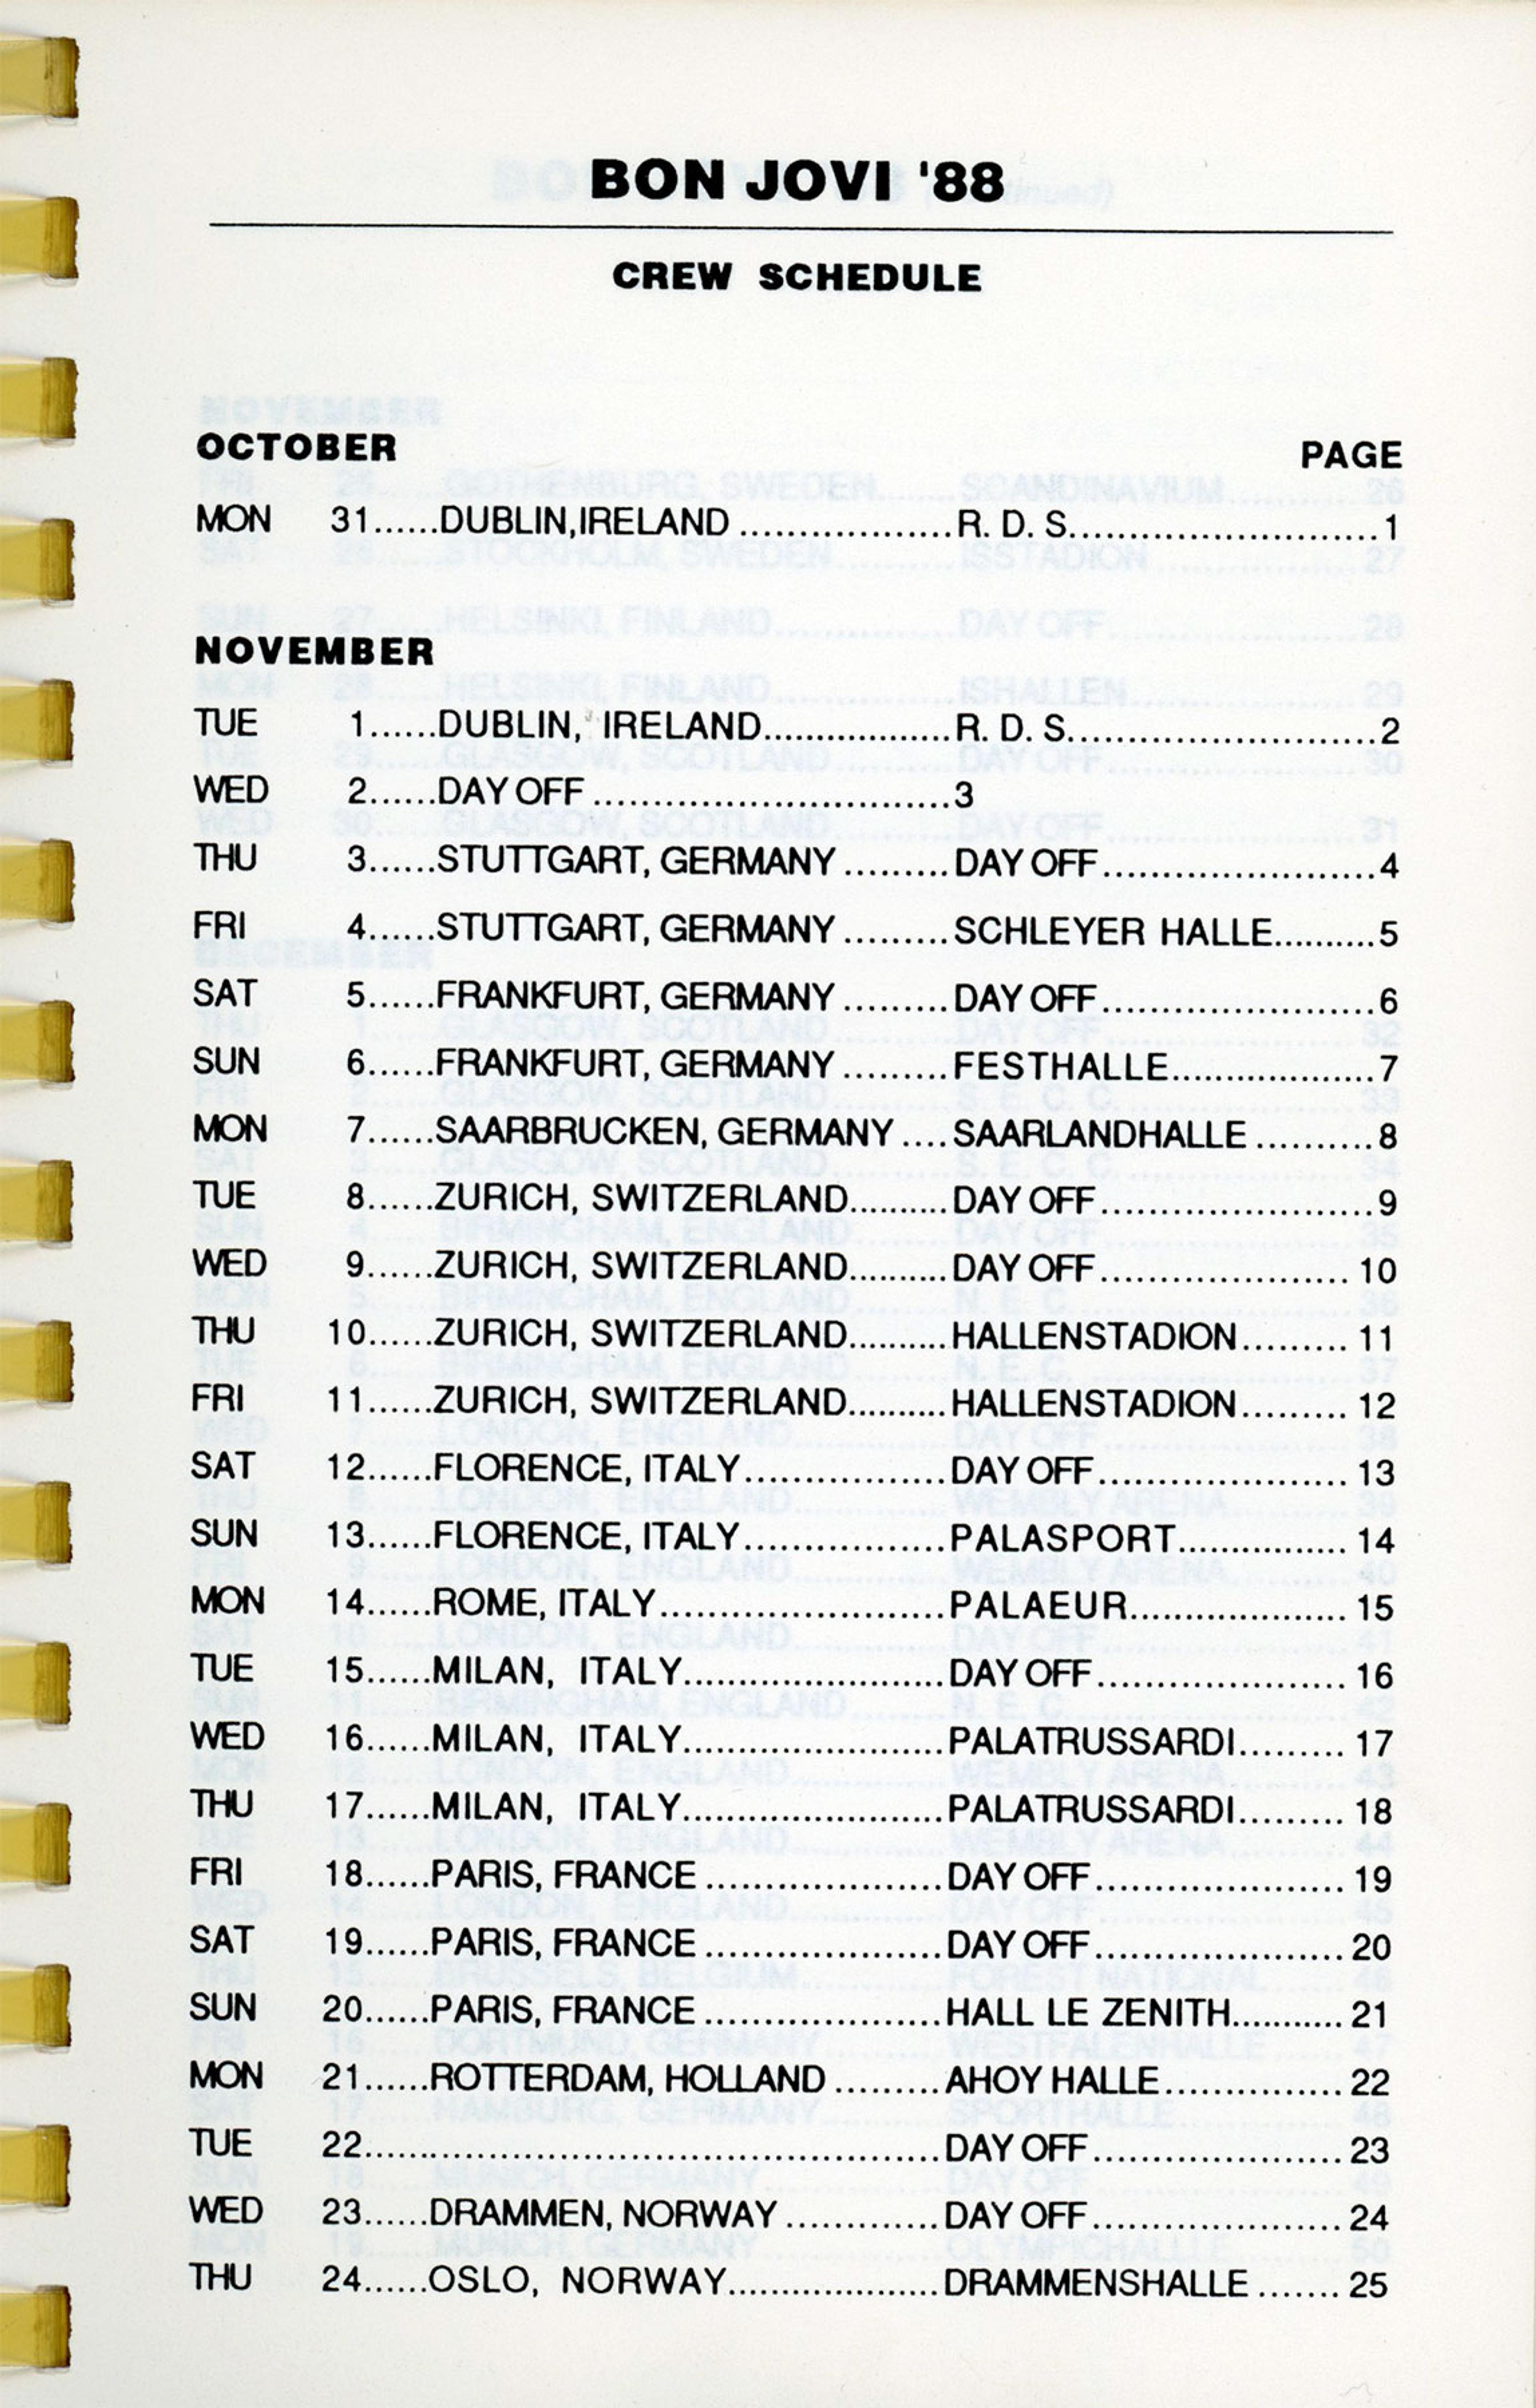 BON JOVI '88
CREW SCHEDULE
OCTOBER PAGE
MON 31......DUBLIN,IRELAND ..................R. D. S..........................1
NOVEMBER
TUE 1......DUBLIN, IRELAND..................R. D. S..........................2
WED 2......DAY OFF ..............................3
THU 3......STUTTGART, GERMANY .........DAY OFF.......................4
FRI 4......STUTTGART, GERMANY .........SCHLEYER HALLE..........5
SAT 5......FRANKFURT, GERMANY .........DAY OFF.......................6
SUN 6......FRANKFURT, GERMANY .........FESTHALLE....................7
MON 7......SAARBRUCKEN, GERMANY ....SAARLANDHALLE ..........8
TUE 8......ZURICH, SWITZERLAND..........DAY OFF.......................9
WED 9......ZURICH, SWITZERLAND..........DAY OFF..................... 10
THU 10......ZURICH, SWITZERLAND..........HALLENSTADION......... 11
FRI 11......ZURICH, SWITZERLAND..........HALLENSTADION......... 12
SAT 12......FLORENCE, ITALY.................DAY OFF..................... 13
SUN 13......FLORENCE, ITALY.................PALASPORT................ 14
MON 14......ROME, ITALY........................PALAEUR.................... 15
TUE 15......MILAN, ITALY.........................DAY OFF..................... 16
WED 16......MILAN, ITALY.........................PALATRUSSARDI......... 17
THU 17......MILAN, ITALY.........................PALATRUSSARDI......... 18
FRI 18......PARIS, FRANCE ....................DAY OFF..................... 19
SAT 19......PARIS, FRANCE ....................DAY OFF.....................20
SUN 20......PARIS, FRANCE ....................HALL LE ZENITH........... 21
MON 21......ROTTERDAM, HOLLAND .........AHOY HALLE............... 22
TUE 22.................................................DAY OFF.....................23
WED 23......DRAMMEN, NORWAY .............DAY OFF.....................24
THU 24......OSLO, NORWAY....................DRAMMENSHALLE ....... 25